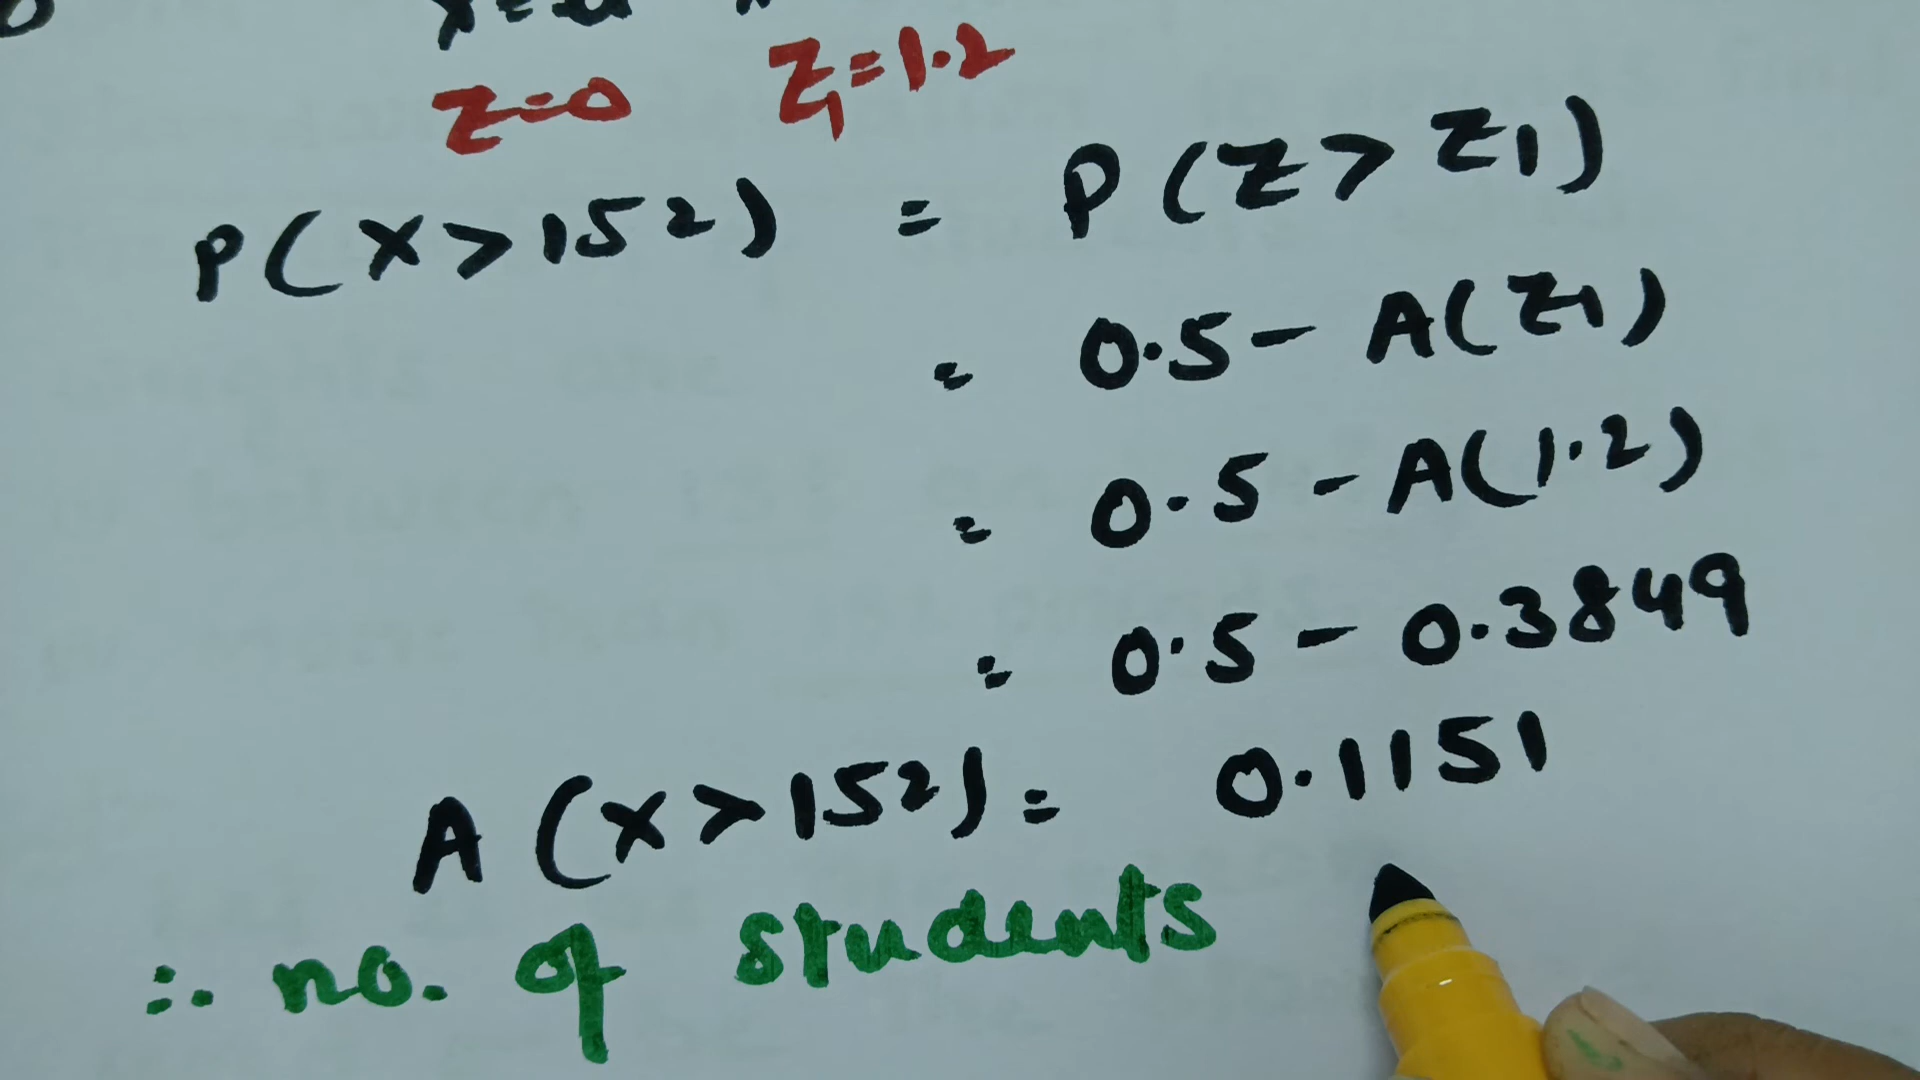 z=0 z1=1.2
P(X>152) = P(Z>Z1)
= 0.5 - A(Z1)
= 0.5 - A(1.2)
= 0.5 - 0.3849
A(X>152) = 0.1151
∴ no. of students